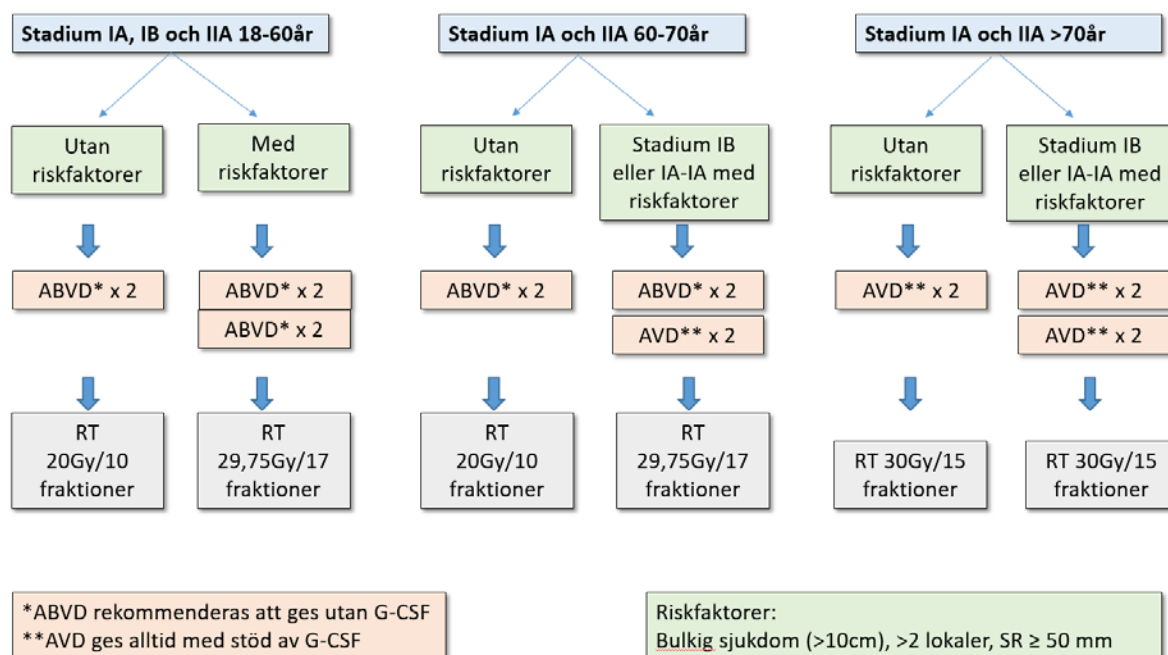 Stadium IA, IB och IIA 18-60år
Utan
riskfaktorer
Med
riskfaktorer
ABVD* x 2
ABVD* x 2
ABVD* x 2
RT
20Gy/10
fraktioner
RT
29,75Gy/17
fraktioner
Stadium IA och IIA 60-70år
Utan
riskfaktorer
Stadium IB
eller IA-IA med
riskfaktorer
ABVD* x 2
ABVD* x 2
AVD** x 2
RT
20Gy/10
fraktioner
RT
29,75Gy/17
fraktioner
Stadium IA och IIA >70år
Utan
riskfaktorer
Stadium IB
eller IA-IA med
riskfaktorer
AVD** x 2
AVD** x 2
AVD** x 2
RT 30Gy/15
fraktioner
RT 30Gy/15
fraktioner
*ABVD rekommenderas att ges utan G-CSF
**AVD ges alltid med stöd av G-CSF
Riskfaktorer:
Bulkig sjukdom (>10cm), >2 lokaler, SR ≥ 50 mm